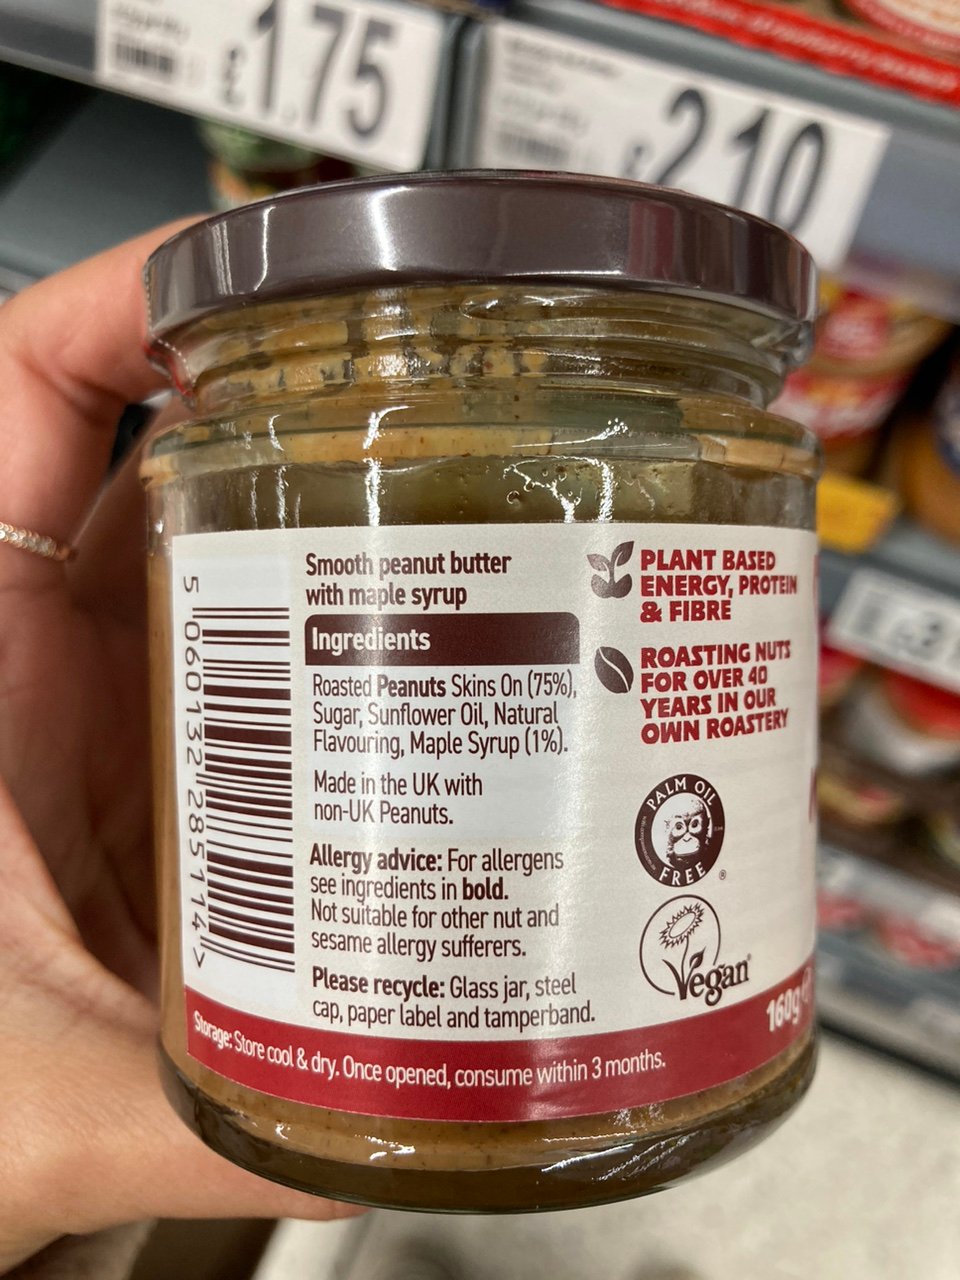 £1.75
£2.10
Smooth peanut butter
with maple syrup
Ingredients
Roasted Peanuts Skins On (75%),
Sugar, Sunflower Oil, Natural
Flavouring, Maple Syrup (1%).
Made in the UK with
non-UK Peanuts.
Allergy advice: For allergens
see ingredients in bold.
Not suitable for other nut and
sesame allergy sufferers.
Please recycle: Glass jar, steel
cap, paper label and tamperband.
Storage: Store cool & dry. Once opened, consume within 3 months.
5 060132 285114 >
PLANT BASED
ENERGY, PROTEIN
& FIBRE
ROASTING NUTS
FOR OVER 40
YEARS IN OUR
OWN ROASTERY
PALM OIL
FREE ®
Vegan
160g e